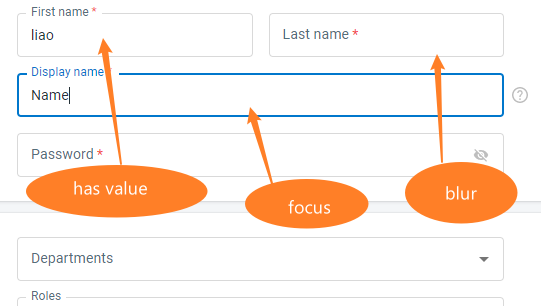 First name *
liao
Last name *
Display name
Name
Password *
has value
focus
blur
Departments
Roles